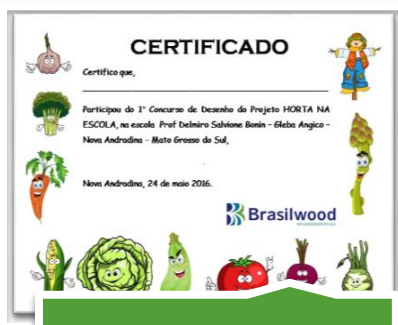 CERTIFICADO
Certifico que,
Participou do 1° Concurso de Desenho do Projeto HORTA NA
ESCOLA, na escola Prof Delmiro Salvione Bonin – Gleba Angico –
Nova Andradina – Mato Grosso do Sul,
Nova Andradina, 24 de maio 2016.
Brasilwood